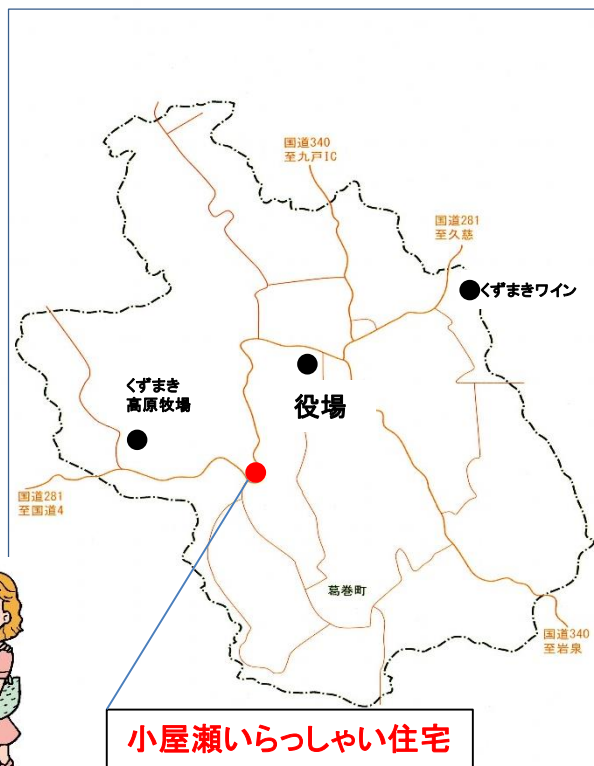 国道340
至九戸IC
国道281
至久慈
くずまきワイン
くずまき
高原牧場
役場
国道281
至国道4
葛巻町
国道340
至岩泉
小屋瀬いらっしゃい住宅